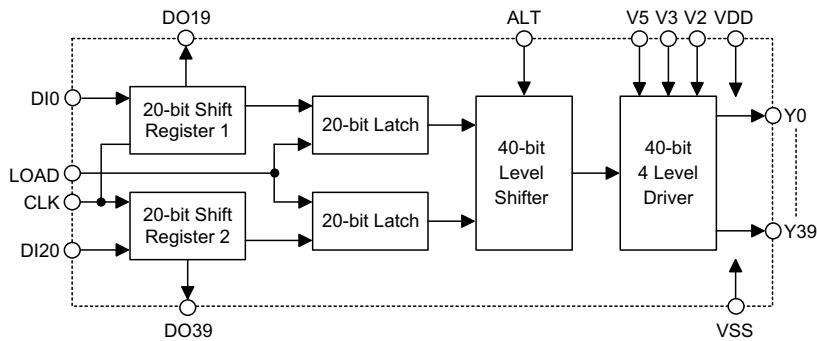 DO19
ALT
V5
V3
V2
VDD
DI0
20-bit Shift
Register 1
20-bit Latch
40-bit
Level
Shifter
40-bit
4 Level
Driver
Y0
LOAD
CLK
20-bit Shift
Register 2
20-bit Latch
DI20
Y39
DO39
VSS